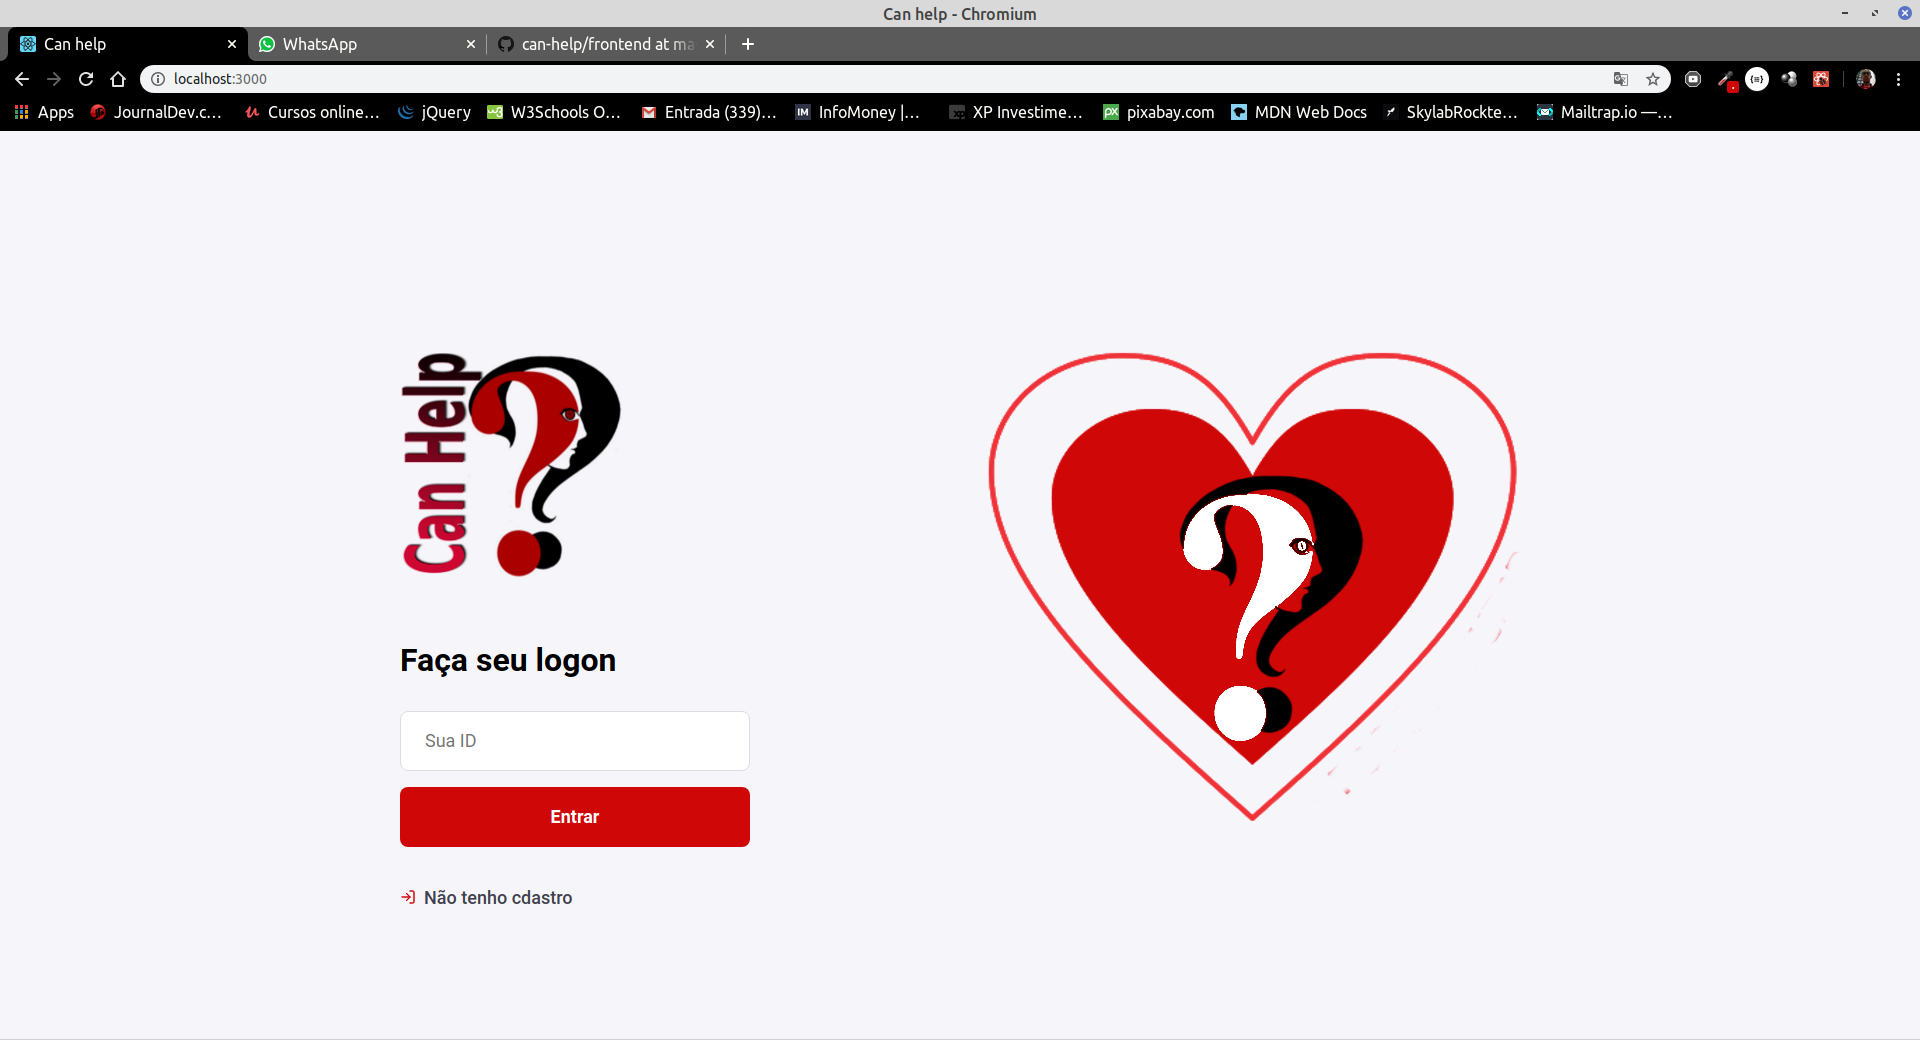 Can help - Chromium
Can help
WhatsApp
can-help/frontend at ma
localhost:3000
Apps
JournalDev.c...
Cursos online...
jQuery
W3Schools O...
Entrada (339)...
InfoMoney |...
XP Investime...
pixabay.com
MDN Web Docs
SkylabRockte...
Mailtrap.io —...
Can Help
Faça seu logon
Sua ID
Entrar
Não tenho cdastro